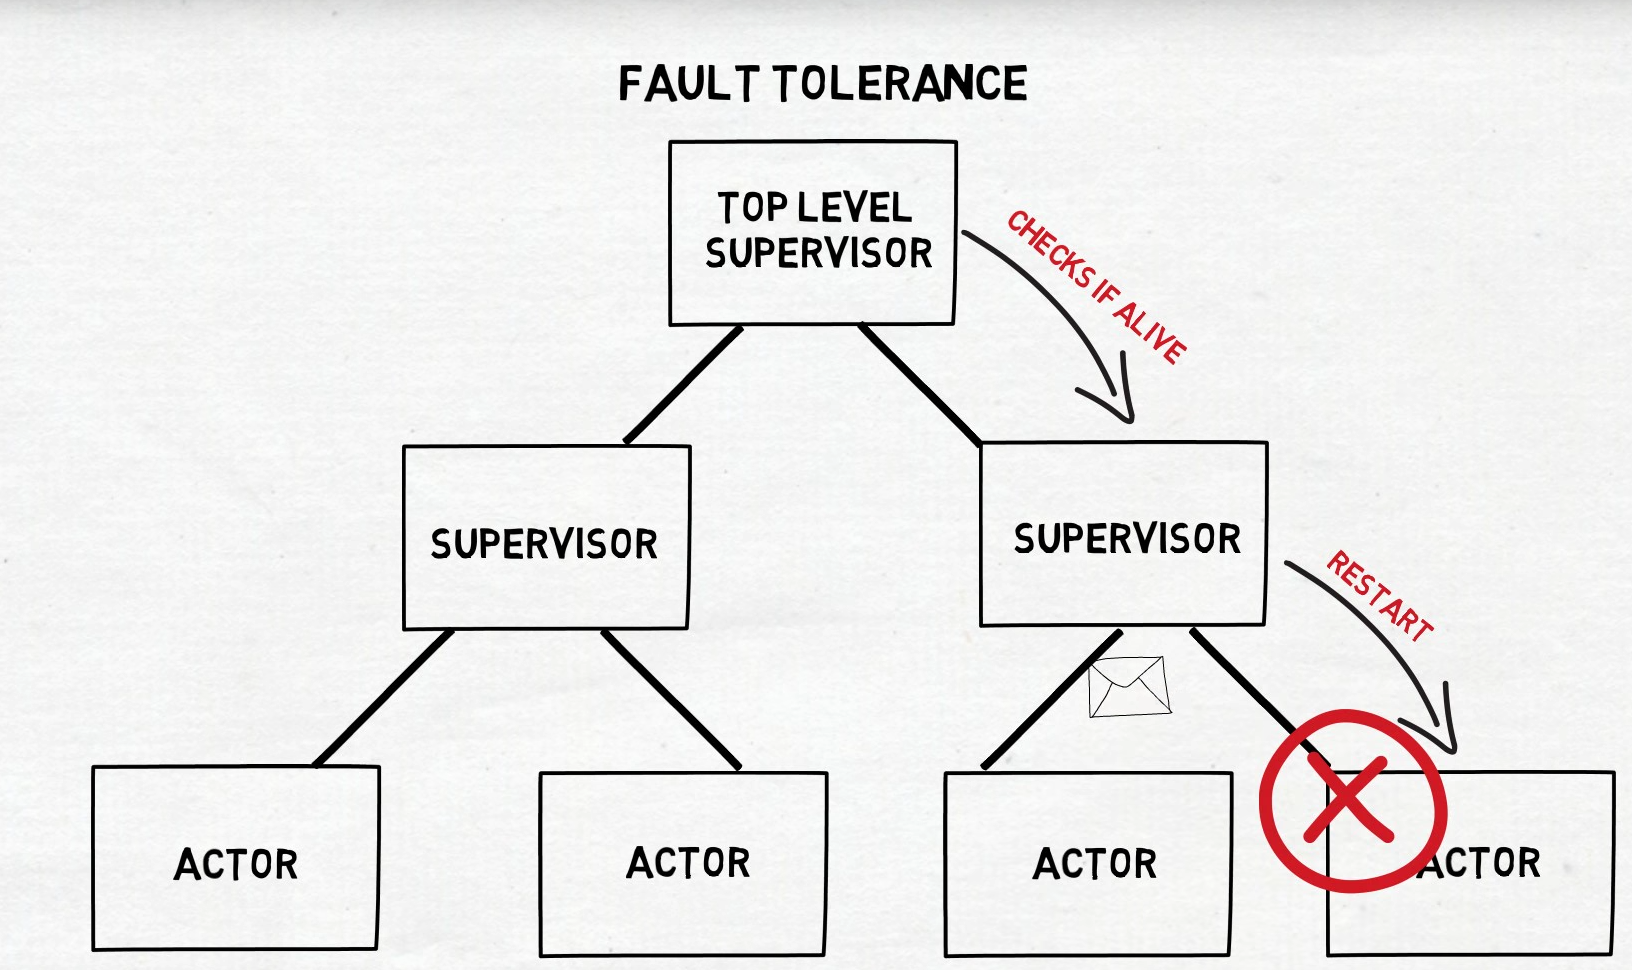 FAULT TOLERANCE
TOP LEVEL
SUPERVISOR
CHECKS IF ALIVE
SUPERVISOR
SUPERVISOR
RESTART
ACTOR
ACTOR
ACTOR
ACTOR